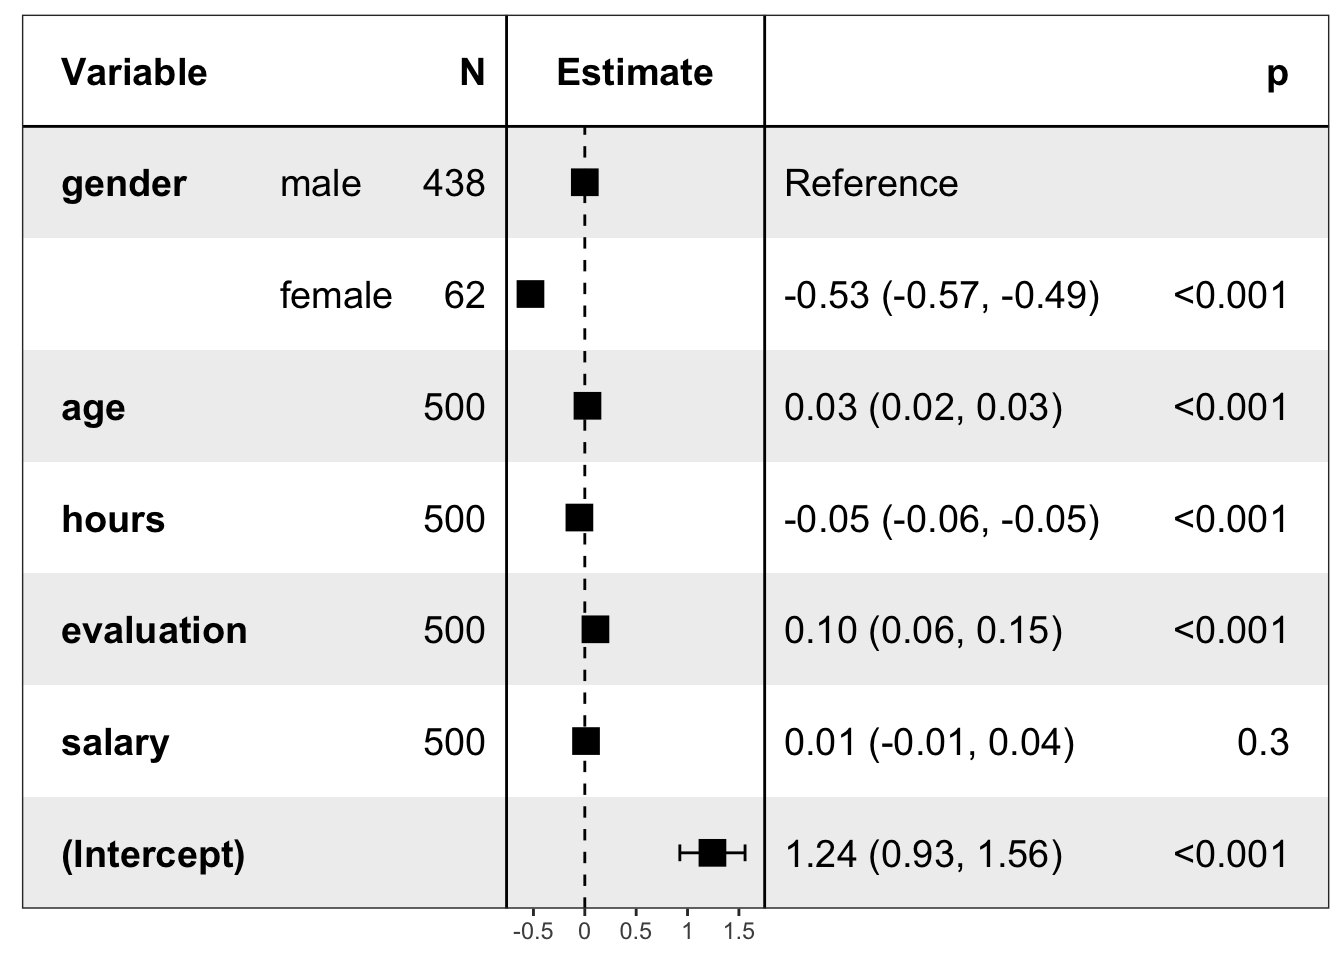 Variable N Estimate p
gender male 438 Reference
female 62 -0.53 (-0.57, -0.49) <0.001
age 500 0.03 (0.02, 0.03) <0.001
hours 500 -0.05 (-0.06, -0.05) <0.001
evaluation 500 0.10 (0.06, 0.15) <0.001
salary 500 0.01 (-0.01, 0.04) 0.3
(Intercept) 1.24 (0.93, 1.56) <0.001
-0.5 0 0.5 1 1.5